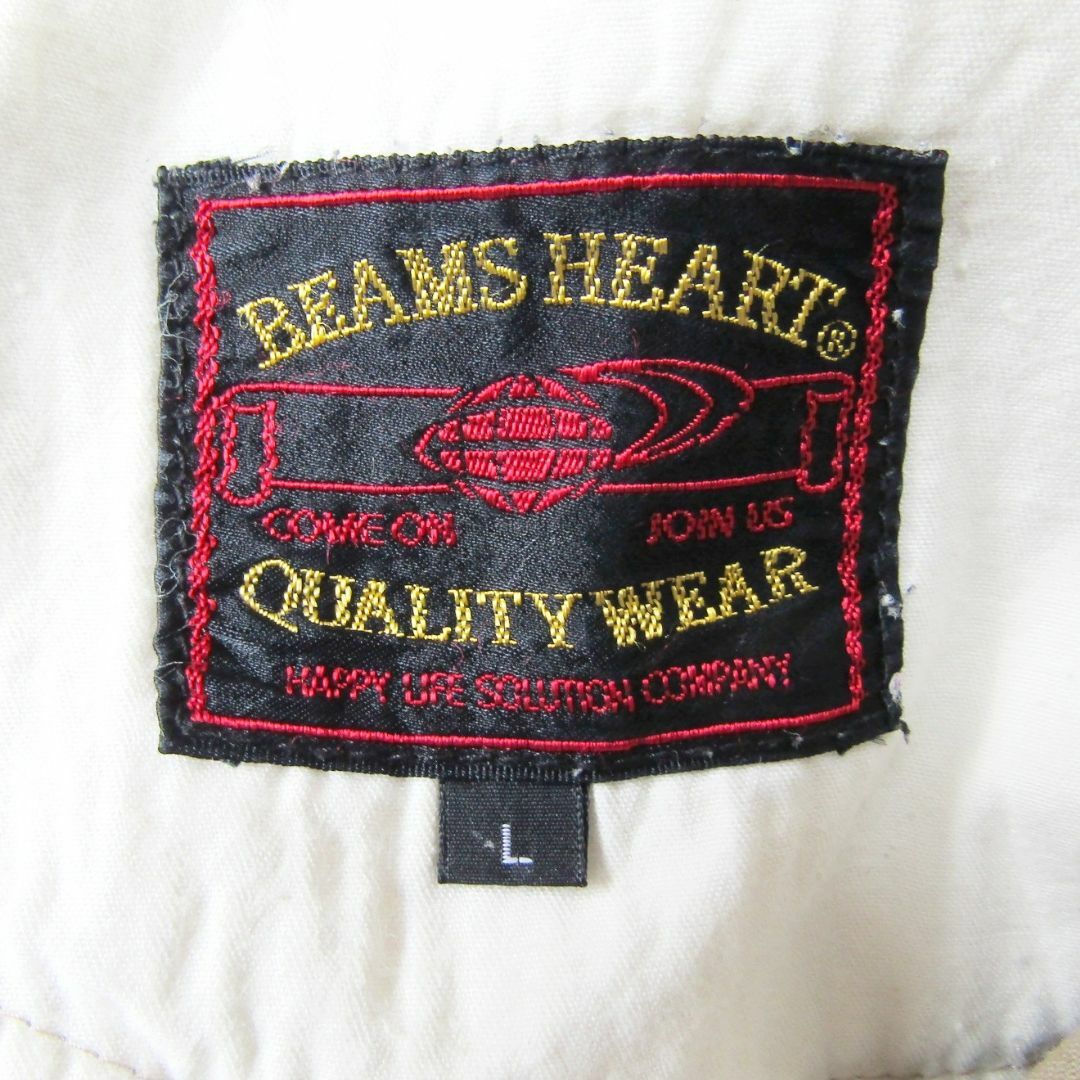 BEAMS HEART®
COME ON JOIN US
QUALITY WEAR
HAPPY LIFE SOLUTION COMPANY
L